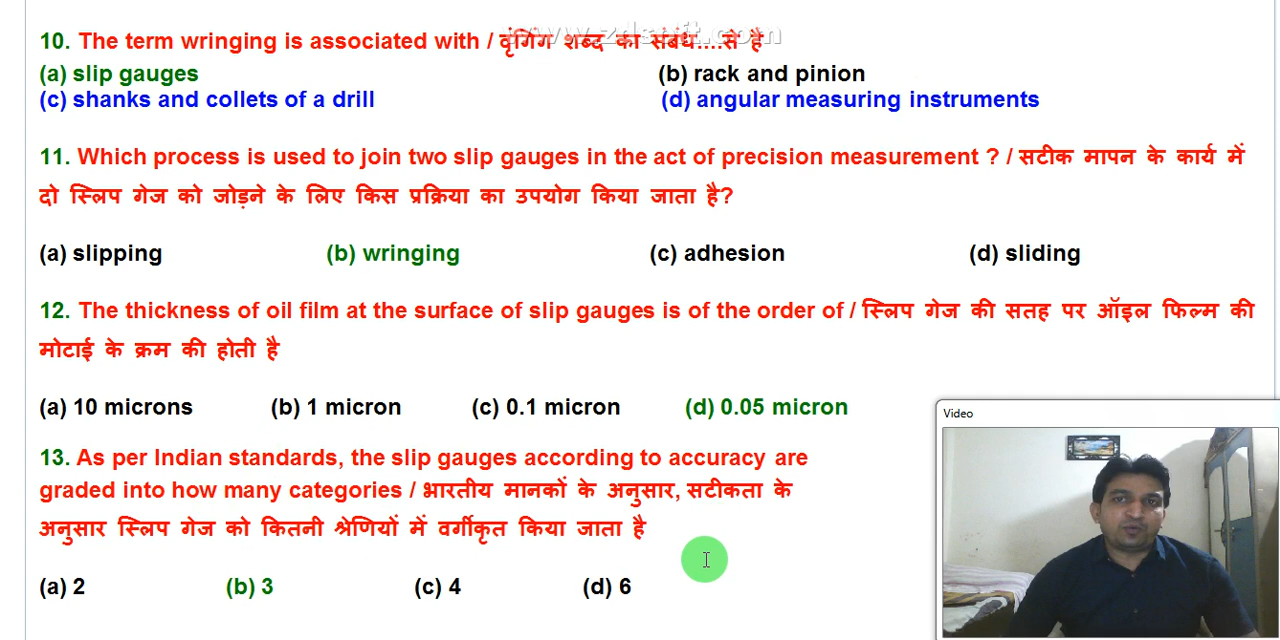 www.zdsoft.com
10. The term wringing is associated with / वृंगिंग शब्द का संबंध....से है
(a) slip gauges (b) rack and pinion
(c) shanks and collets of a drill (d) angular measuring instruments
11. Which process is used to join two slip gauges in the act of precision measurement ? / सटीक मापन के कार्य में
दो स्लिप गेज को जोड़ने के लिए किस प्रक्रिया का उपयोग किया जाता है?
(a) slipping (b) wringing (c) adhesion (d) sliding
12. The thickness of oil film at the surface of slip gauges is of the order of / स्लिप गेज की सतह पर ऑइल फिल्म की
मोटाई के क्रम की होती है
(a) 10 microns (b) 1 micron (c) 0.1 micron (d) 0.05 micron
Video
13. As per Indian standards, the slip gauges according to accuracy are
graded into how many categories / भारतीय मानकों के अनुसार, सटीकता के
अनुसार स्लिप गेज को कितनी श्रेणियों में वर्गीकृत किया जाता है
(a) 2 (b) 3 (c) 4 (d) 6